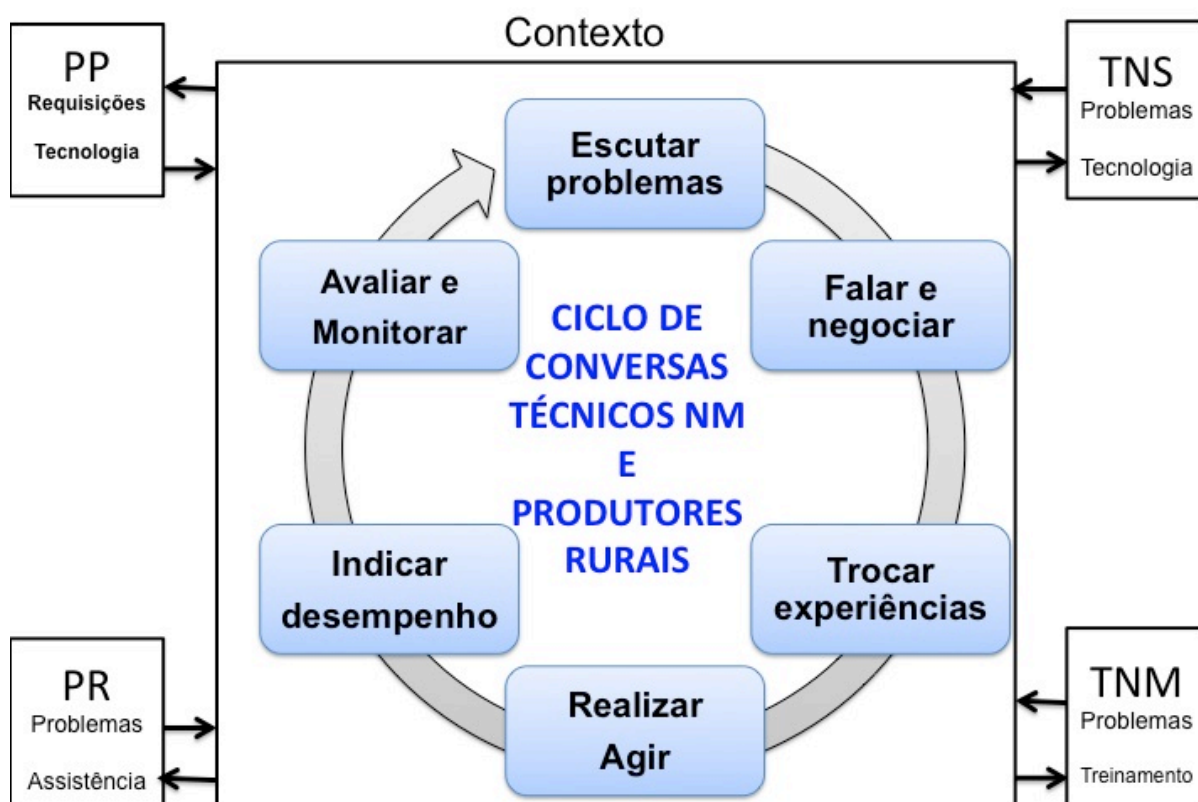 Contexto
PP
Requisições
Tecnologia
TNS
Problemas
Tecnologia
Escutar
problemas
Falar e
negociar
Trocar
experiências
Realizar
Agir
Indicar
desempenho
Avaliar e
Monitorar
CICLO DE
CONVERSAS
TÉCNICOS NM
E
PRODUTORES
RURAIS
PR
Problemas
Assistência
TNM
Problemas
Treinamento